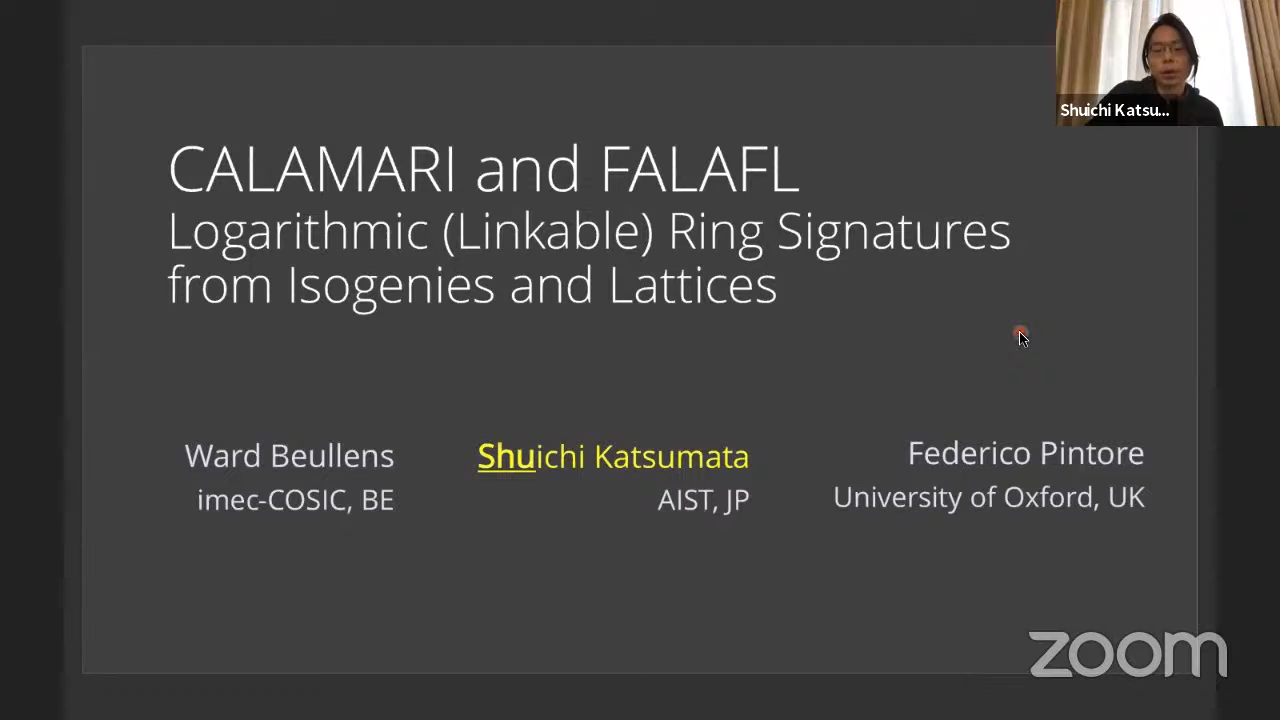 Shuichi Katsu...
CALAMARI and FALAFL
Logarithmic (Linkable) Ring Signatures
from Isogenies and Lattices
Ward Beullens
imec-COSIC, BE
Shuichi Katsumata
AIST, JP
Federico Pintore
University of Oxford, UK
zoom